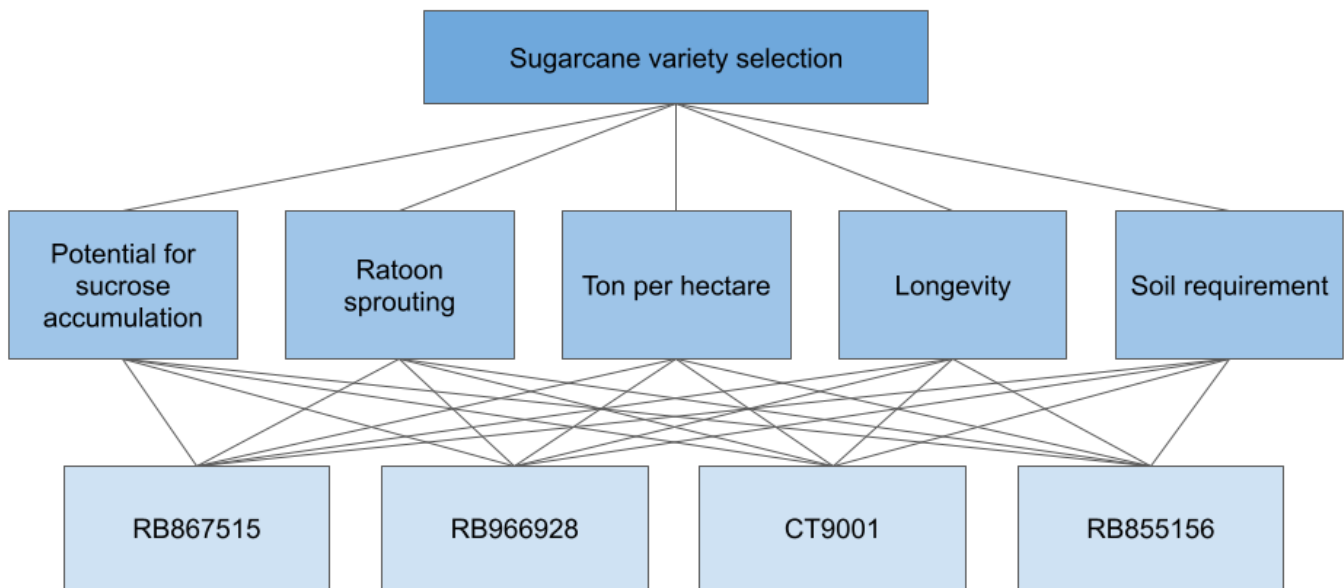 Sugarcane variety selection
Potential for
sucrose
accumulation
Ratoon
sprouting
Ton per hectare
Longevity
Soil requirement
RB867515
RB966928
CT9001
RB855156